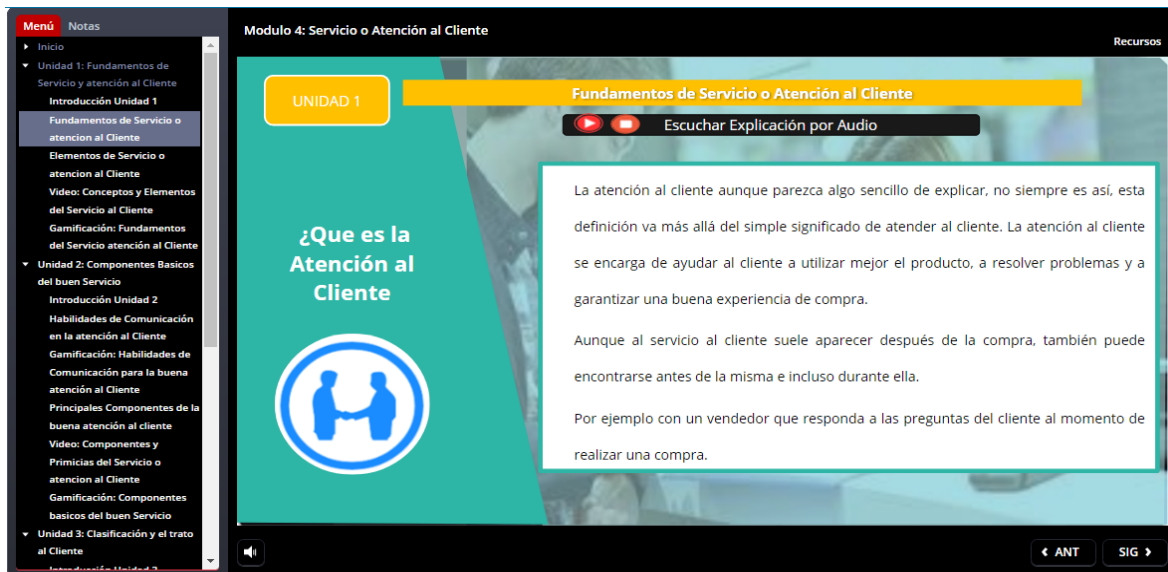 Menú Notas
Inicio
Unidad 1: Fundamentos de
Servicio y atención al Cliente
Introducción Unidad 1
Fundamentos de Servicio o
atencion al Cliente
Elementos de Servicio o
atencion al Cliente
Video: Conceptos y Elementos
del Servicio al Cliente
Gamificación: Fundamentos
del Servicio atención al Cliente
Unidad 2: Componentes Basicos
del buen Servicio
Introducción Unidad 2
Habilidades de Comunicación
en la atención al Cliente
Gamificación: Habilidades de
Comunicación para la buena
atención al Cliente
Principales Componentes de la
buena atención al cliente
Video: Componentes y
Primicias del Servicio o
atencion al Cliente
Gamificación: Componentes
basicos del buen Servicio
Unidad 3: Clasificación y el trato
al Cliente
Introducción Unidad 3
Modulo 4: Servicio o Atención al Cliente
Recursos
UNIDAD 1
Fundamentos de Servicio o Atención al Cliente
Escuchar Explicación por Audio
¿Que es la
Atención al
Cliente
La atención al cliente aunque parezca algo sencillo de explicar, no siempre es así, esta
definición va más allá del simple significado de atender al cliente. La atención al cliente
se encarga de ayudar al cliente a utilizar mejor el producto, a resolver problemas y a
garantizar una buena experiencia de compra.
Aunque al servicio al cliente suele aparecer después de la compra, también puede
encontrarse antes de la misma e incluso durante ella.
Por ejemplo con un vendedor que responda a las preguntas del cliente al momento de
realizar una compra.
ANT
SIG